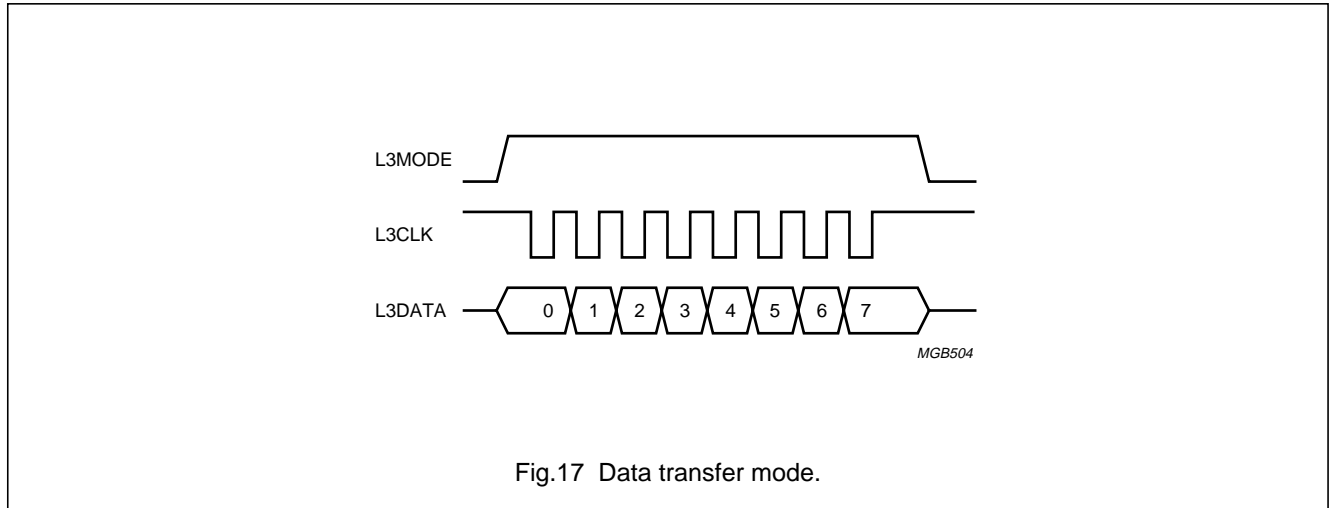 L3MODE
L3CLK
L3DATA 0 1 2 3 4 5 6 7
MGB504
Fig.17 Data transfer mode.